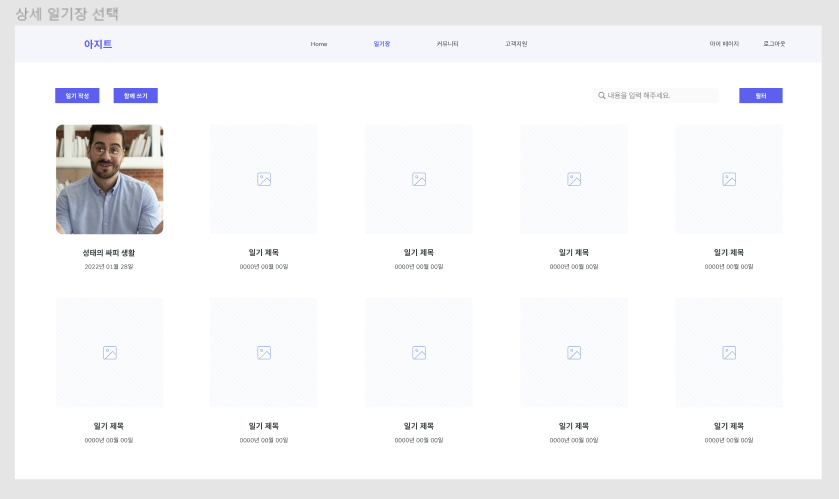 상세 일기장 선택
아지트 Home 일기장 커뮤니티 고객지원 마이 페이지 로그아웃
일기 작성 함께 쓰기 내용을 입력 해주세요. 필터
성태의 싸피 생활 일기 제목 일기 제목 일기 제목 일기 제목
2022년 01월 28일 0000년 00월 00일 0000년 00월 00일 0000년 00월 00일 0000년 00월 00일
일기 제목 일기 제목 일기 제목 일기 제목 일기 제목
0000년 00월 00일 0000년 00월 00일 0000년 00월 00일 0000년 00월 00일 0000년 00월 00일